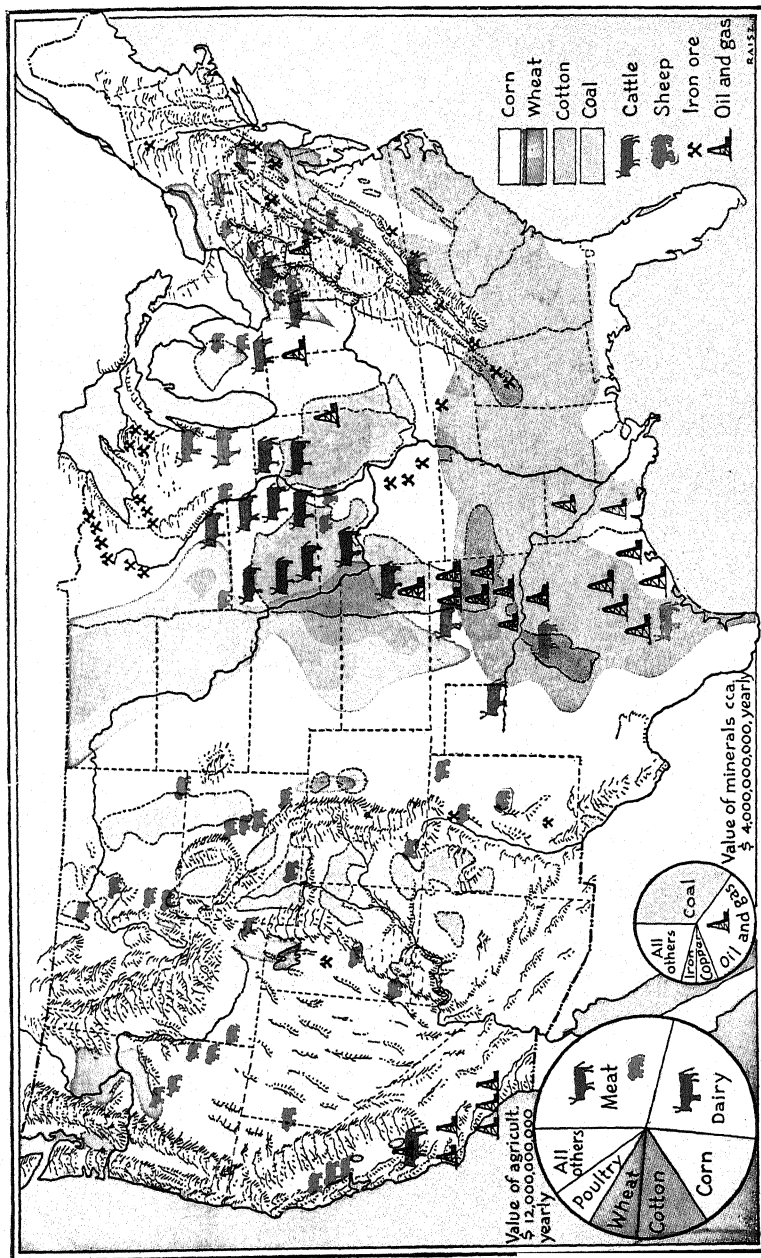 Corn
Wheat
Cotton
Coal
Cattle
Sheep
Iron ore
Oil and gas
RAISZ
Value of agricult.
$ 12,000,000,000
yearly
All
others
Poultry
Wheat
Cotton
Corn
Dairy
Meat
Value of minerals cca.
$ 4,000,000,000, yearly
All
others
Iron
Copper
Oil and gas
Coal